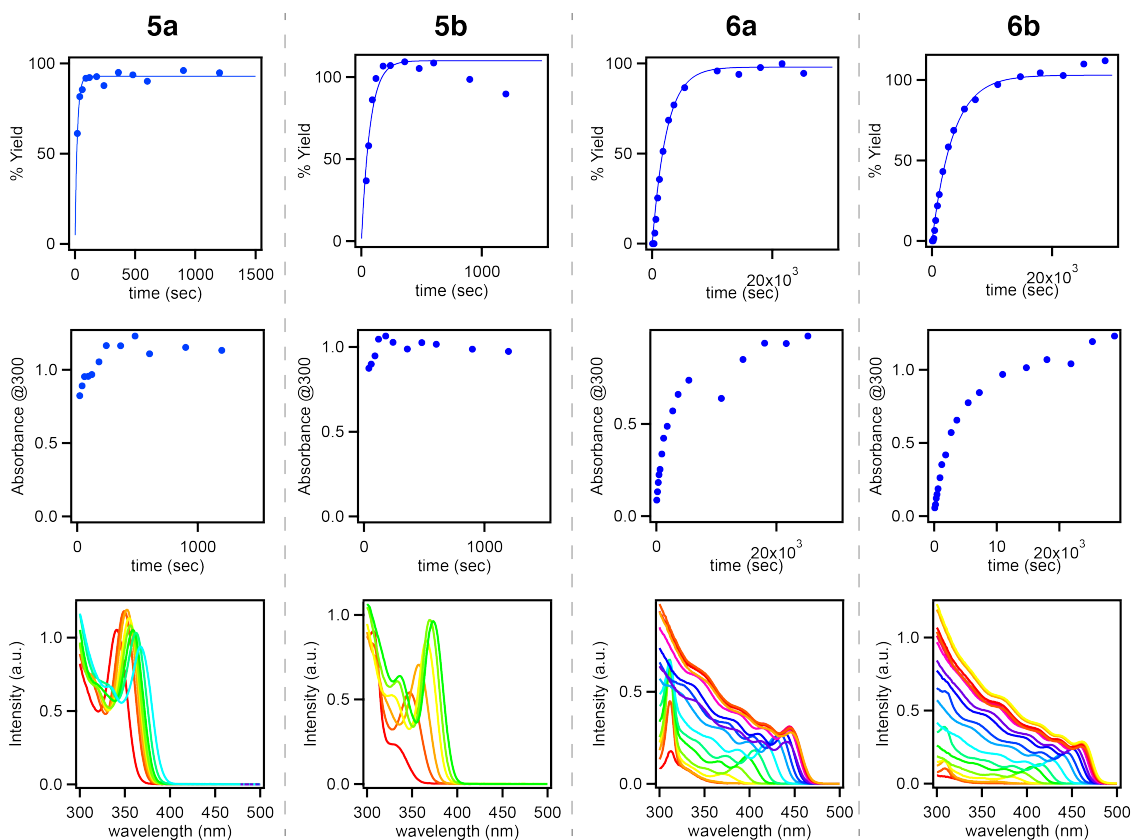 5a 5b 6a 6b
% Yield
100
50
0
0 500 1000 1500
time (sec)
% Yield
100
50
0
0 1000
time (sec)
% Yield
100
50
0
0 20x10³
time (sec)
% Yield
100
50
0
0 20x10³
time (sec)
Absorbance @300
1.0
0.5
0.0
0 1000
time (sec)
Absorbance @300
1.0
0.5
0.0
0 1000
time (sec)
Absorbance @300
0.5
0.0
0 20x10³
time (sec)
Absorbance @300
1.0
0.5
0.0
0 10 20x10³
time (sec)
Intensity (a.u.)
1.0
0.5
0.0
300 350 400 450 500
wavelength (nm)
Intensity (a.u.)
1.0
0.5
0.0
300 350 400 450 500
wavelength (nm)
Intensity (a.u.)
0.5
0.0
300 350 400 450 500
wavelength (nm)
Intensity (a.u.)
1.0
0.5
0.0
300 350 400 450 500
wavelength (nm)